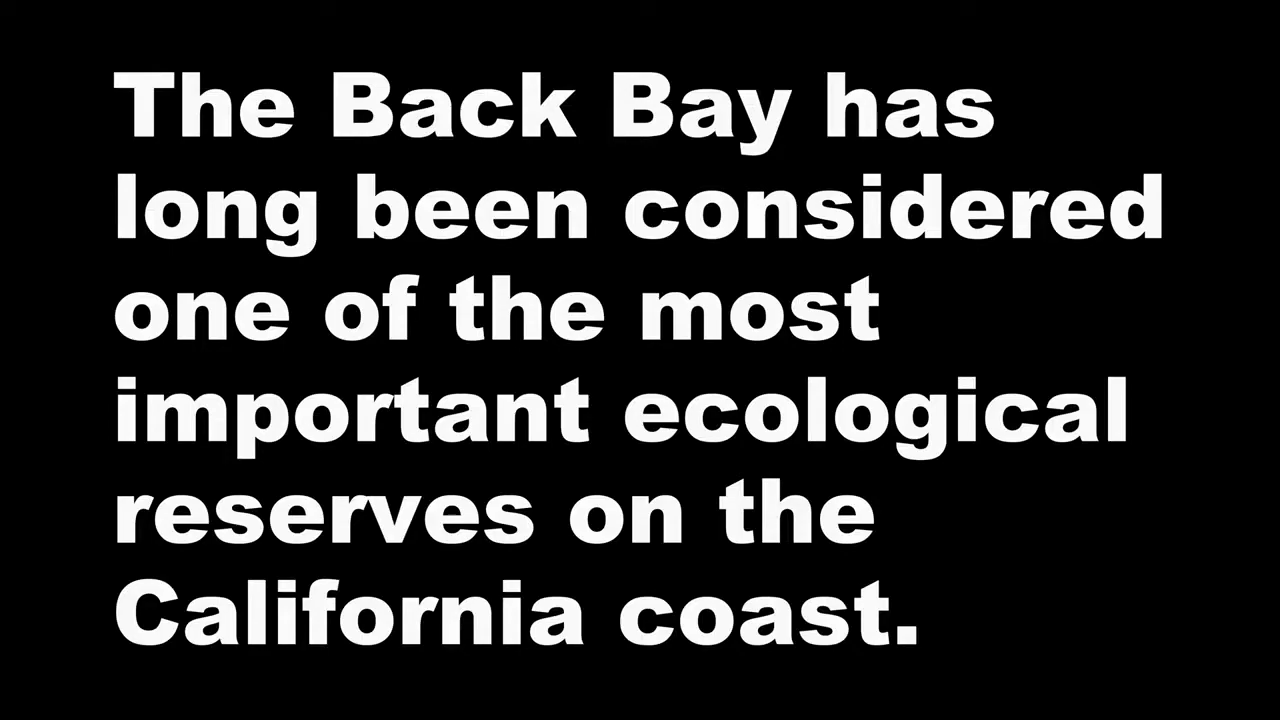 The Back Bay has
long been considered
one of the most
important ecological
reserves on the
California coast.